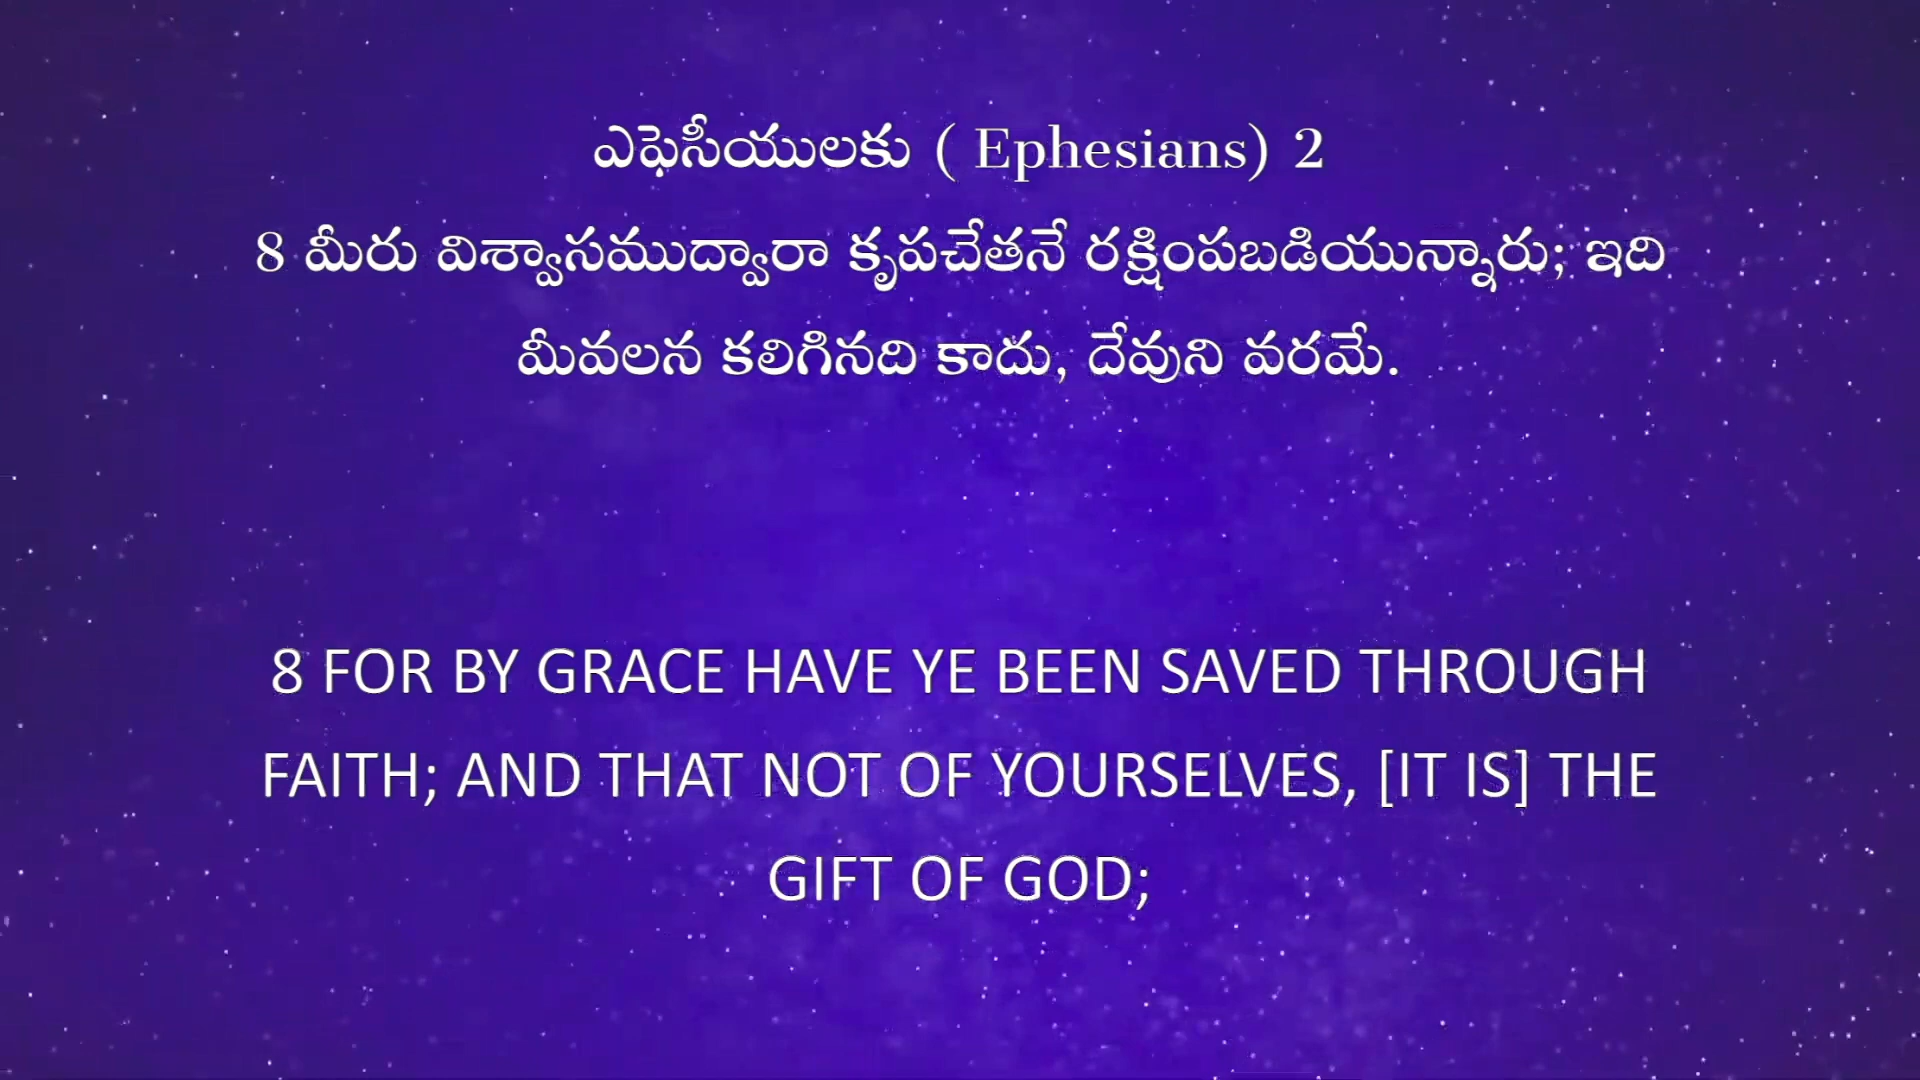 ఎఫెసీయులకు ( Ephesians) 2
8 మీరు విశ్వాసముద్వారా కృపచేతనే రక్షింపబడియున్నారు; ఇది
మీవలన కలిగినది కాదు, దేవుని వరమే.
8 FOR BY GRACE HAVE YE BEEN SAVED THROUGH
FAITH; AND THAT NOT OF YOURSELVES, [IT IS] THE
GIFT OF GOD;